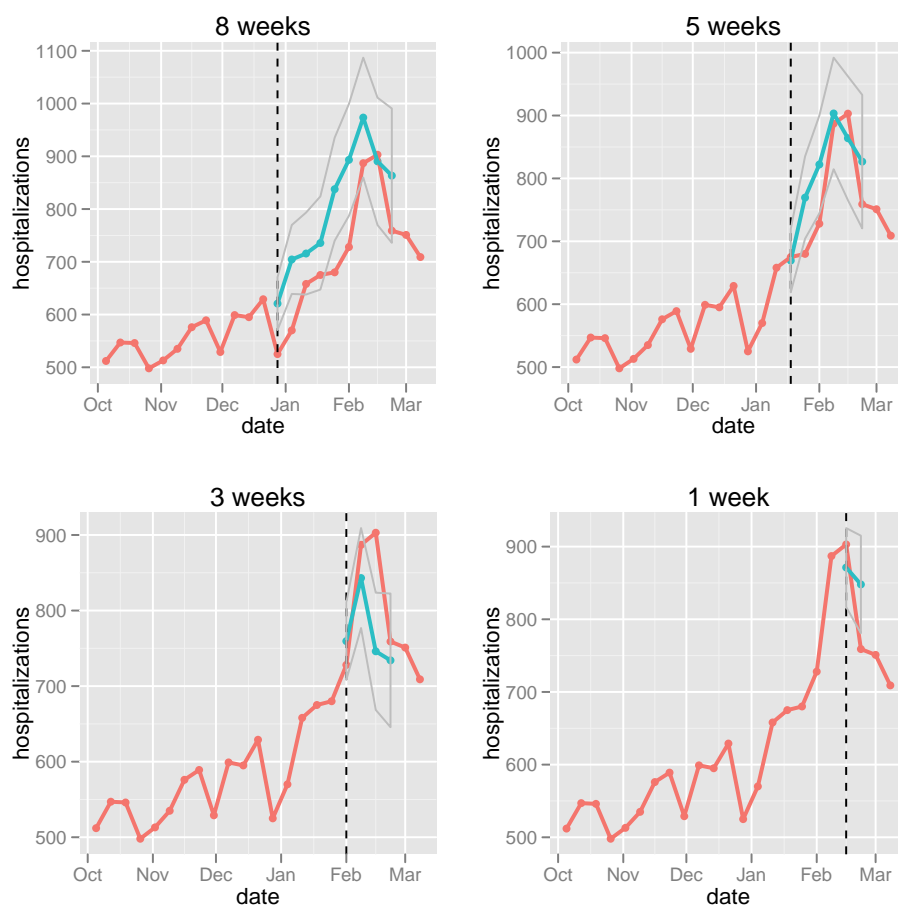 8 weeks
1100
1000
900
800
700
600
500
hospitalizations
Oct Nov Dec Jan Feb Mar
date
5 weeks
1000
900
800
700
600
500
hospitalizations
Oct Nov Dec Jan Feb Mar
date
3 weeks
900
800
700
600
500
hospitalizations
Oct Nov Dec Jan Feb Mar
date
1 week
900
800
700
600
500
hospitalizations
Oct Nov Dec Jan Feb Mar
date